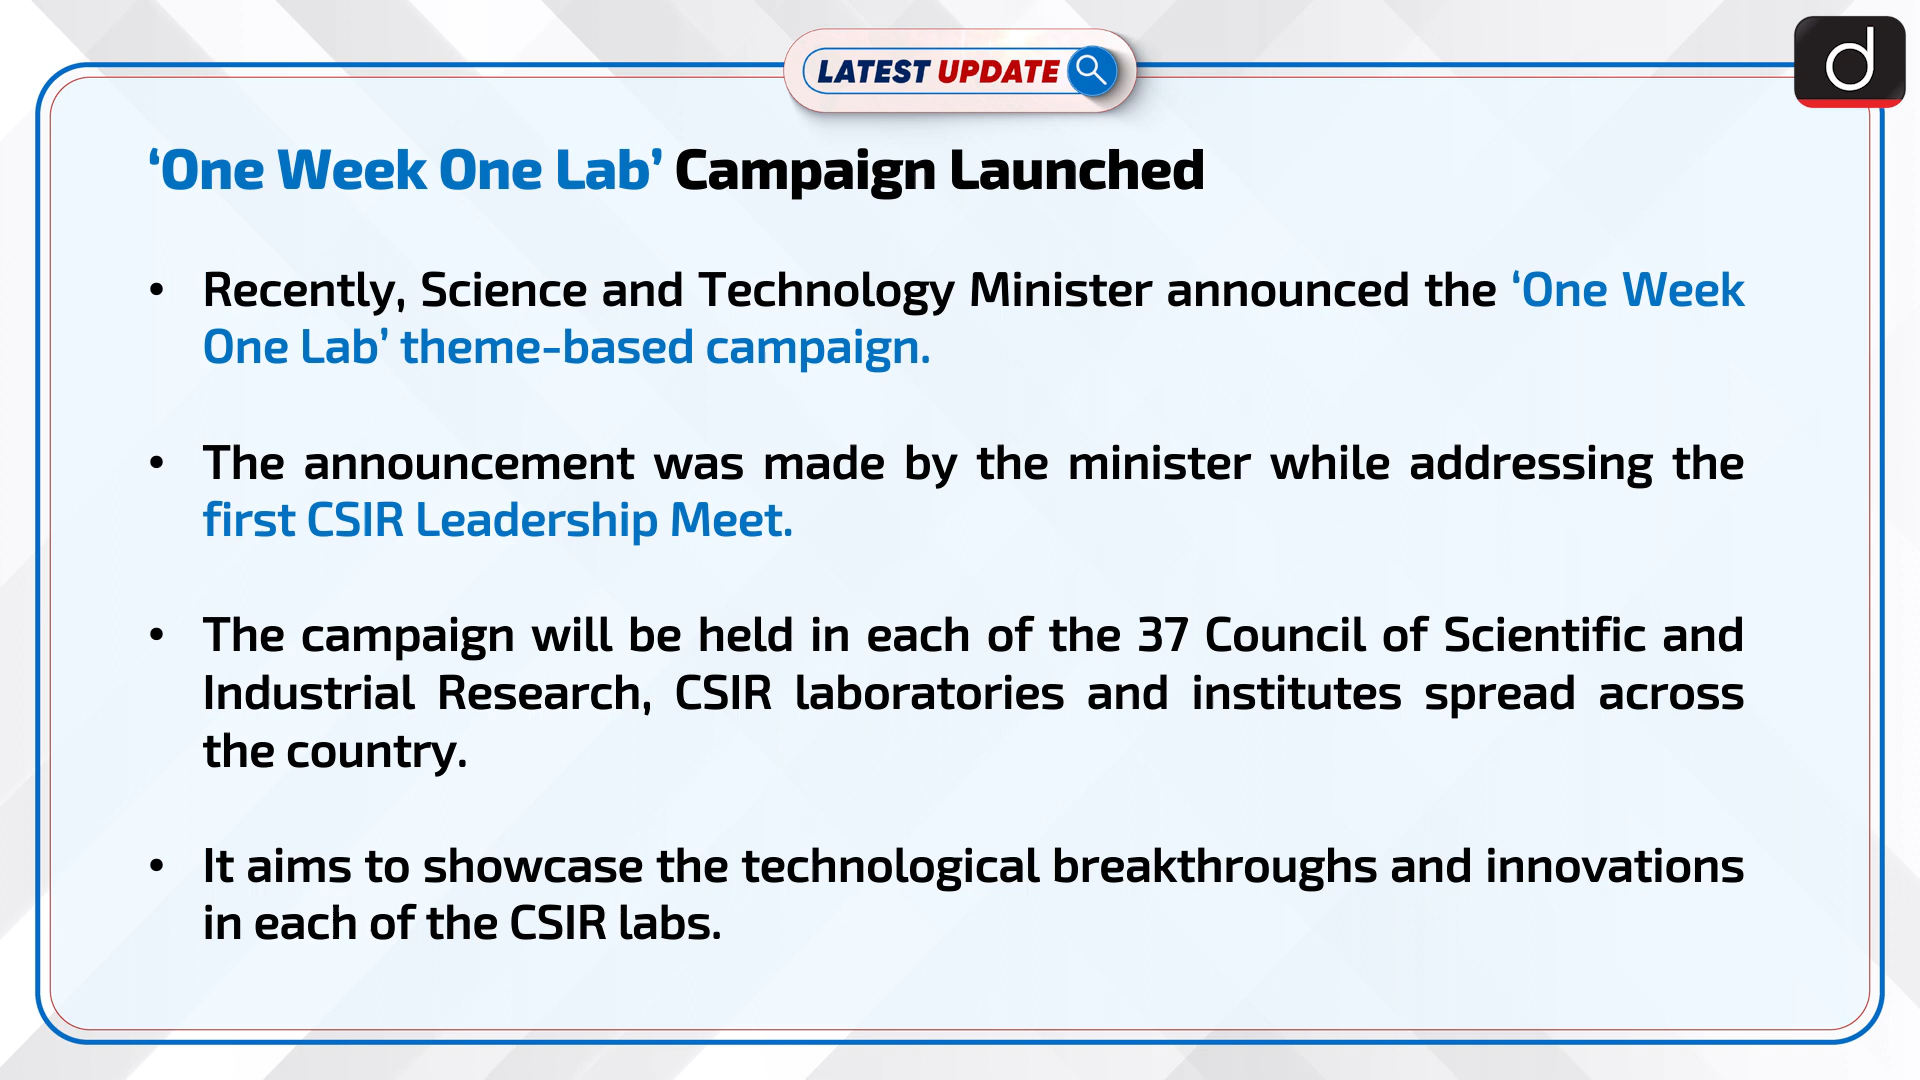 LATEST UPDATE
d
‘One Week One Lab’ Campaign Launched
• Recently, Science and Technology Minister announced the ‘One Week
One Lab’ theme-based campaign.
• The announcement was made by the minister while addressing the
first CSIR Leadership Meet.
• The campaign will be held in each of the 37 Council of Scientific and
Industrial Research, CSIR laboratories and institutes spread across
the country.
• It aims to showcase the technological breakthroughs and innovations
in each of the CSIR labs.